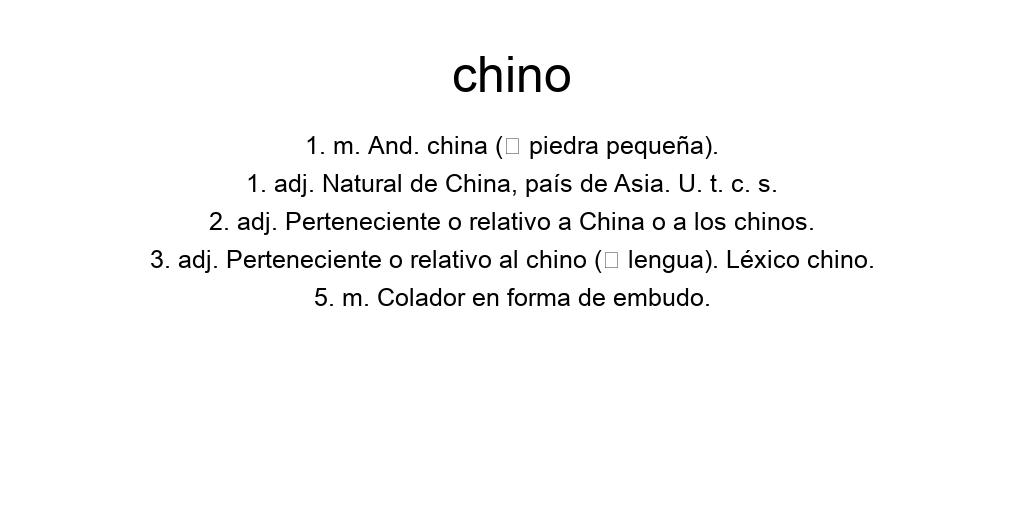 chino
1. m. And. china (□ piedra pequeña).
1. adj. Natural de China, país de Asia. U. t. c. s.
2. adj. Perteneciente o relativo a China o a los chinos.
3. adj. Perteneciente o relativo al chino (□ lengua). Léxico chino.
5. m. Colador en forma de embudo.